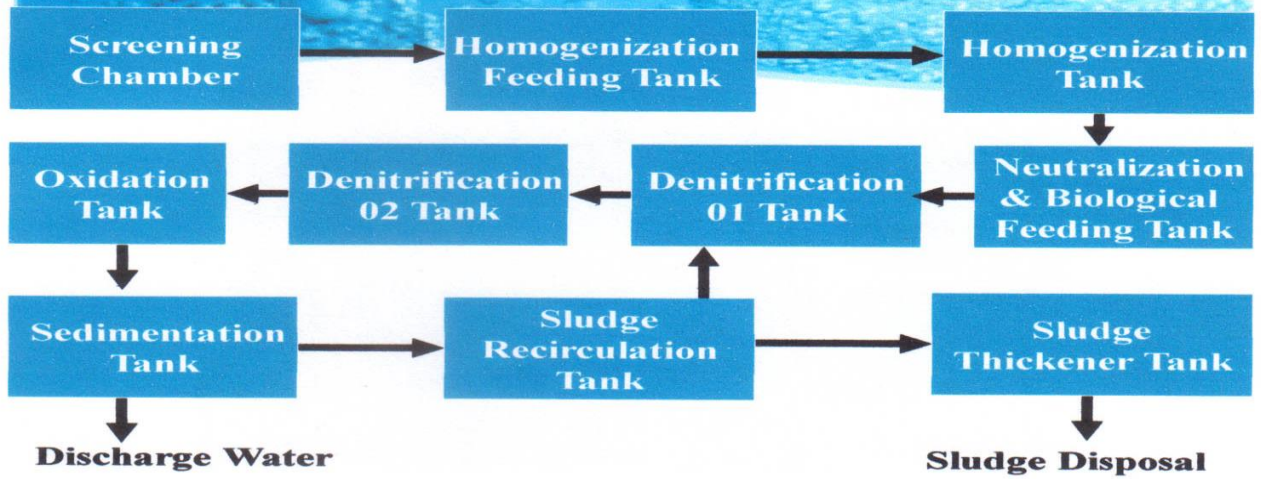 Screening
Chamber
Homogenization
Feeding Tank
Homogenization
Tank
Oxidation
Tank
Denitrification
02 Tank
Denitrification
01 Tank
Neutralization
& Biological
Feeding Tank
Sedimentation
Tank
Sludge
Recirculation
Tank
Sludge
Thickener Tank
Discharge Water
Sludge Disposal